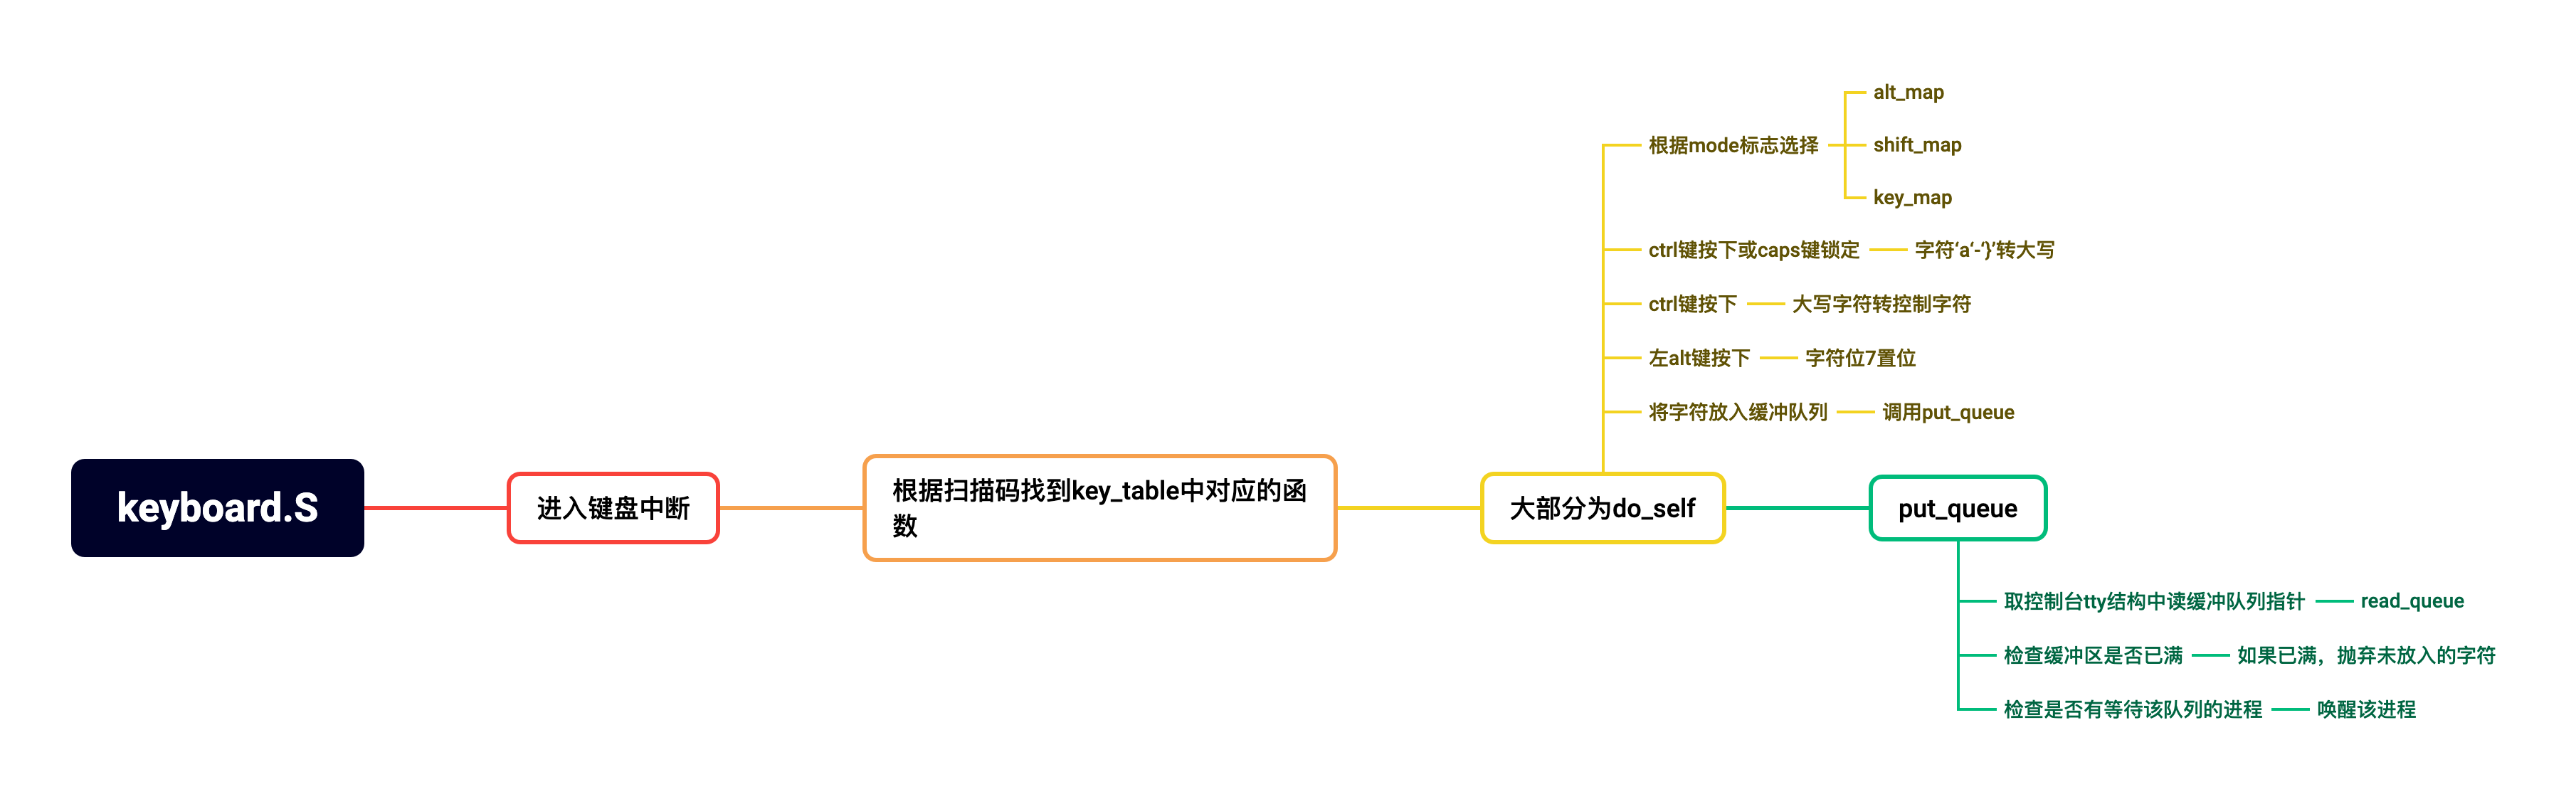 keyboard.S
进入键盘中断
根据扫描码找到key_table中对应的函
数
大部分为do_self
根据mode标志选择
alt_map
shift_map
key_map
ctrl键按下或caps键锁定
字符‘a‘-‘}’转大写
ctrl键按下
大写字符转控制字符
左alt键按下
字符位7置位
将字符放入缓冲队列
调用put_queue
put_queue
取控制台tty结构中读缓冲队列指针
read_queue
检查缓冲区是否已满
如果已满，抛弃未放入的字符
检查是否有等待该队列的进程
唤醒该进程